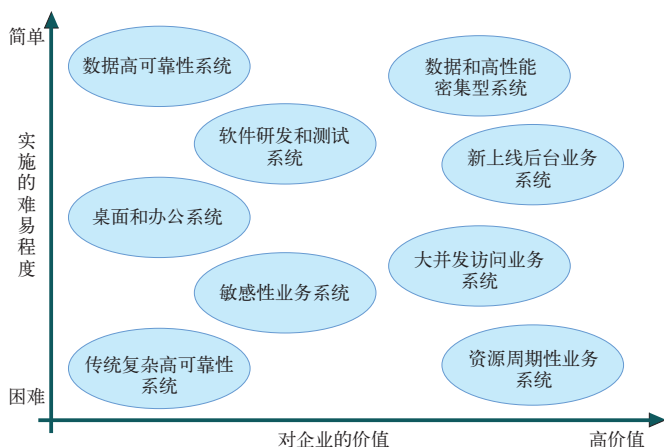 简单
数据高可靠性系统
数据和高性能
密集型系统
软件研发和测试
系统
新上线后台业务
系统
实施的难易程度
桌面和办公系统
大并发访问业务
系统
敏感性业务系统
传统复杂高可靠性
系统
资源周期性业务
系统
困难
对企业的价值
高价值